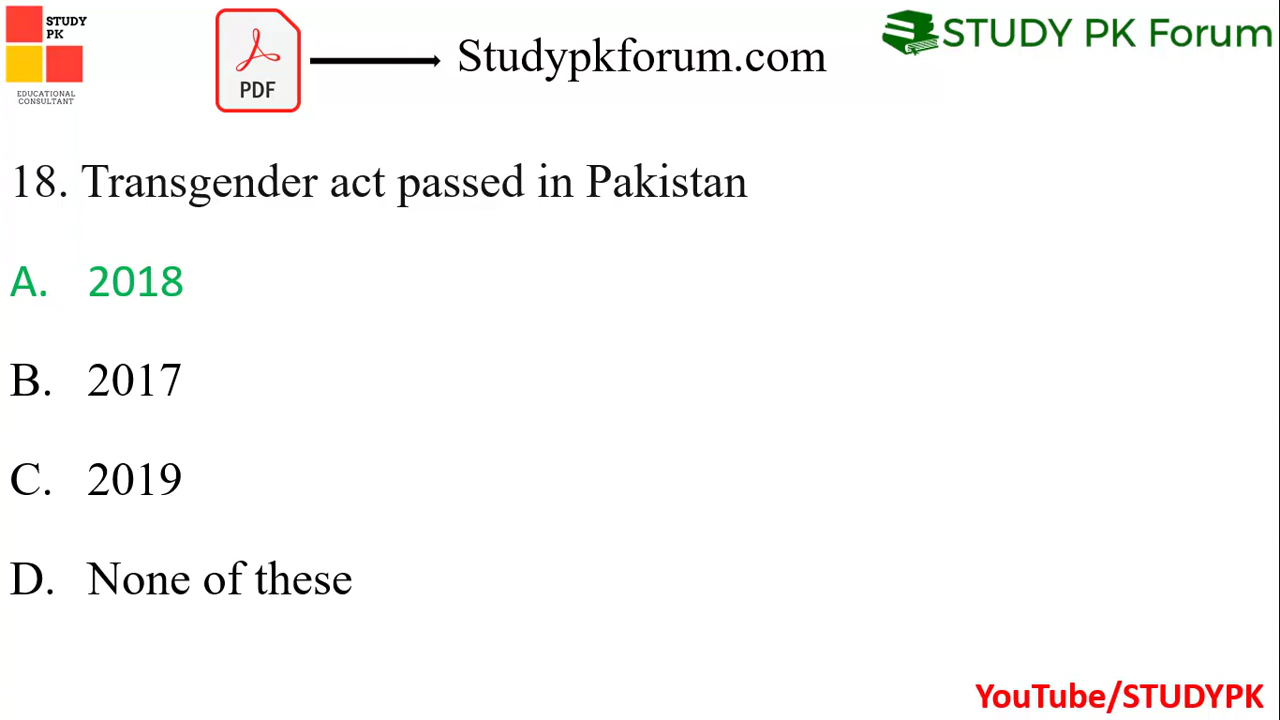 STUDY
PK
EDUCATIONAL
CONSULTANT
PDF
Studypkforum.com
STUDY PK Forum
18. Transgender act passed in Pakistan
A. 2018
B. 2017
C. 2019
D. None of these
YouTube/STUDYPK